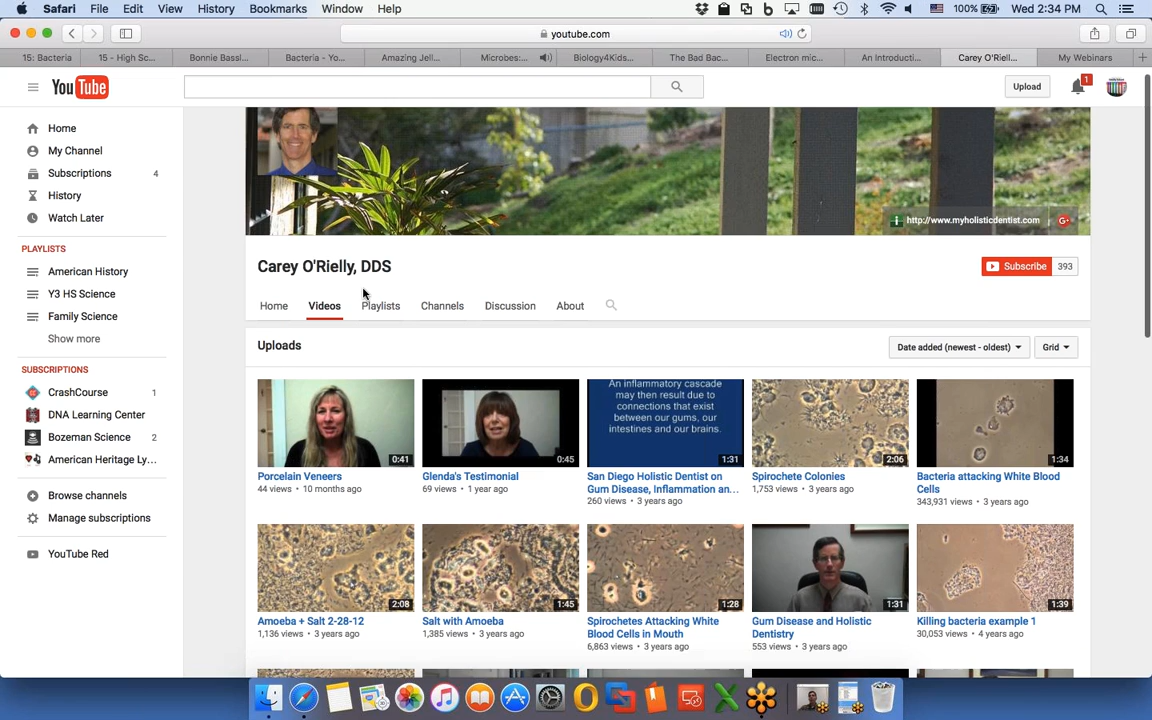 Safari File Edit View History Bookmarks Window Help 100% Wed 2:34 PM
youtube.com
15: Bacteria 15 - High Sc... Bonnie Bassl... Bacteria - Yo... Amazing Jell... Microbes:... Biology4Kids... The Bad Bac... Electron mic... An Introducti... Carey O'Riell... My Webinars
YouTube Upload 1
Home
My Channel
Subscriptions 4
History
Watch Later
PLAYLISTS
American History
Y3 HS Science
Family Science
Show more
SUBSCRIPTIONS
CrashCourse 1
DNA Learning Center
Bozeman Science 2
American Heritage Ly...
Browse channels
Manage subscriptions
YouTube Red
http://www.myholisticdentist.com G+
Carey O'Rielly, DDS
Subscribe 393
Home Videos Playlists Channels Discussion About
Uploads
Date added (newest - oldest) Grid
An inflammatory cascade
may then result due to
connections that exist
between our gums, our
intestines and our brains.
0:41 0:45 1:31 2:06 1:34
Porcelain Veneers
44 views • 10 months ago
Glenda's Testimonial
69 views • 1 year ago
San Diego Holistic Dentist on
Gum Disease, Inflammation an...
260 views • 3 years ago
Spirochete Colonies
1,753 views • 3 years ago
Bacteria attacking White Blood
Cells
343,931 views • 3 years ago
2:08 1:45 1:28 1:31 1:39
Amoeba + Salt 2-28-12
1,136 views • 3 years ago
Salt with Amoeba
1,385 views • 3 years ago
Spirochetes Attacking White
Blood Cells in Mouth
6,863 views • 3 years ago
Gum Disease and Holistic
Dentistry
553 views • 3 years ago
Killing bacteria example 1
30,053 views • 4 years ago